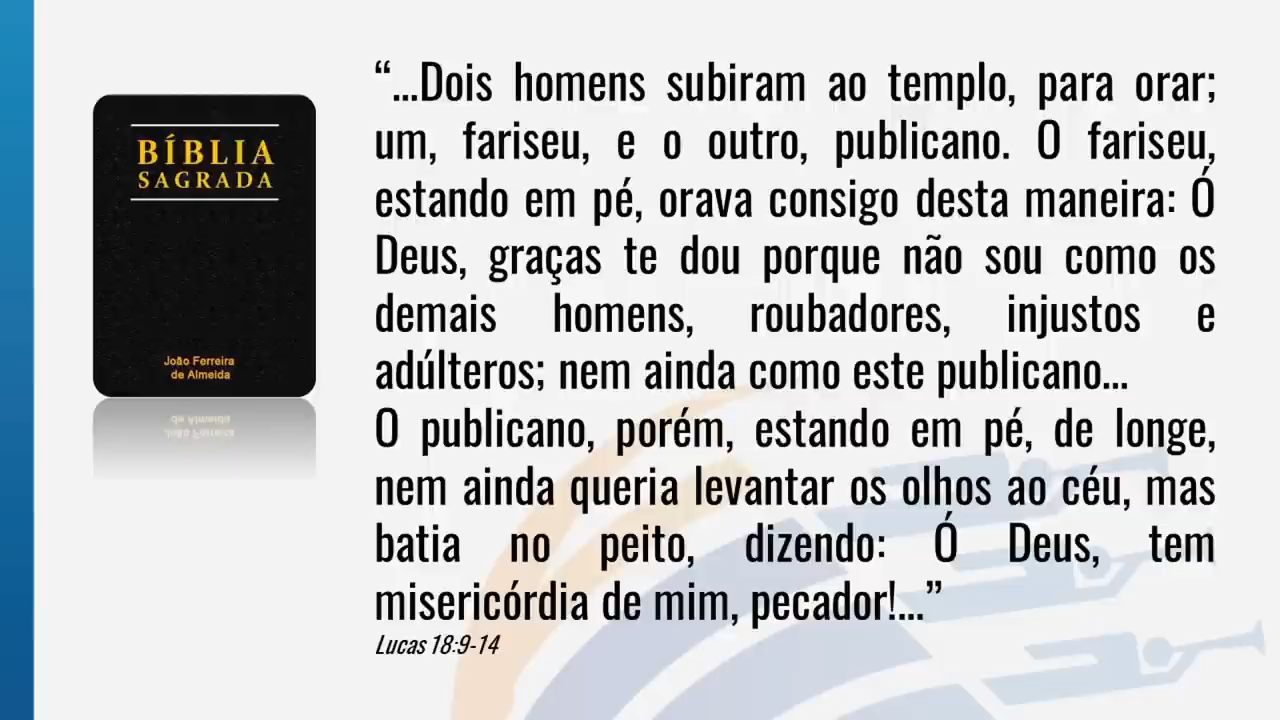 BÍBLIA
SAGRADA
João Ferreira
de Almeida
“...Dois homens subiram ao templo, para orar;
um, fariseu, e o outro, publicano. O fariseu,
estando em pé, orava consigo desta maneira: Ó
Deus, graças te dou porque não sou como os
demais homens, roubadores, injustos e
adúlteros; nem ainda como este publicano...
O publicano, porém, estando em pé, de longe,
nem ainda queria levantar os olhos ao céu, mas
batia no peito, dizendo: Ó Deus, tem
misericórdia de mim, pecador!...”
Lucas 18:9-14